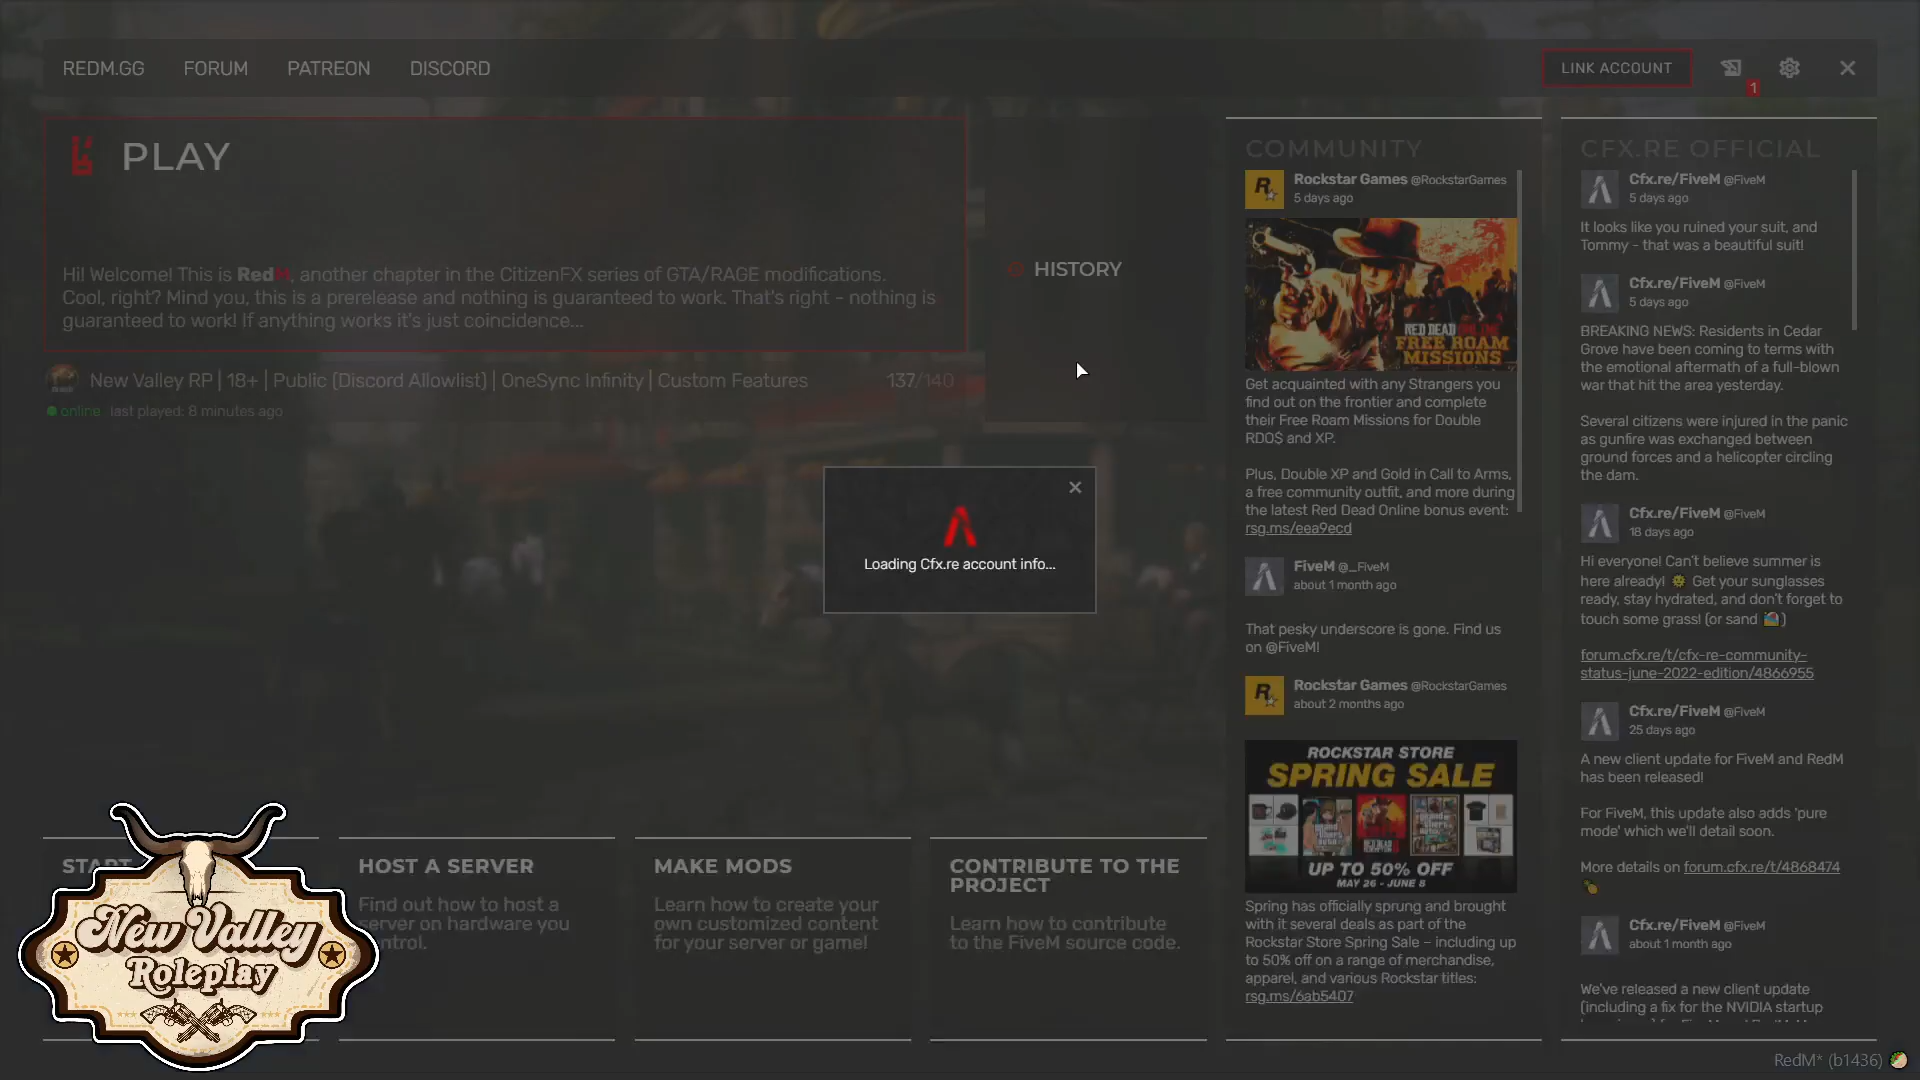 REDM.GG FORUM PATREON DISCORD LINK ACCOUNT 1
PLAY
Hi! Welcome! This is RedM, another chapter in the CitizenFX series of GTA/RAGE modifications.
Cool, right? Mind you, this is a prerelease and nothing is guaranteed to work. That's right - nothing is
guaranteed to work! If anything works it's just coincidence...
New Valley RP | 18+ | Public (Discord Allowlist) | OneSync Infinity | Custom Features 137/140
online last played: 8 minutes ago
HISTORY
Loading Cfx.re account info...
COMMUNITY
Rockstar Games @RockstarGames
5 days ago
RED DEAD ONLINE
FREE ROAM
MISSIONS
Get acquainted with any Strangers you
find out on the frontier and complete
their Free Roam Missions for Double
RDO$ and XP.
Plus, Double XP and Gold in Call to Arms,
a free community outfit, and more during
the latest Red Dead Online bonus event:
rsg.ms/eea9ecd
FiveM @_FiveM
about 1 month ago
That pesky underscore is gone. Find us
on @FiveM!
Rockstar Games @RockstarGames
about 2 months ago
ROCKSTAR STORE
SPRING SALE
UP TO 50% OFF
MAY 26 - JUNE 8
Spring has officially sprung and brought
with it several deals as part of the
Rockstar Store Spring Sale – including up
to 50% off on a range of merchandise,
apparel, and various Rockstar titles:
rsg.ms/6ab5407
CFX.RE OFFICIAL
Cfx.re/FiveM @FiveM
5 days ago
It looks like you ruined your suit, and
Tommy - that was a beautiful suit!
Cfx.re/FiveM @FiveM
5 days ago
BREAKING NEWS: Residents in Cedar
Grove have been coming to terms with
the emotional aftermath of a full-blown
war that hit the area yesterday.
Several citizens were injured in the panic
as gunfire was exchanged between
ground forces and a helicopter circling
the dam.
Cfx.re/FiveM @FiveM
18 days ago
Hi everyone! Can't believe summer is
here already! 🌞 Get your sunglasses
ready, stay hydrated, and don't forget to
touch some grass! (or sand 🏖)
forum.cfx.re/t/cfx-re-community-
status-june-2022-edition/4866955
Cfx.re/FiveM @FiveM
25 days ago
A new client update for FiveM and RedM
has been released!
For FiveM, this update also adds 'pure
mode' which we'll detail soon.
More details on forum.cfx.re/t/4868474
Cfx.re/FiveM @FiveM
about 1 month ago
We've released a new client update
(including a fix for the NVIDIA startup
START
HOST A SERVER
Find out how to host a
server on hardware you
control.
MAKE MODS
Learn how to create your
own customized content
for your server or game!
CONTRIBUTE TO THE
PROJECT
Learn how to contribute
to the FiveM source code.
New Valley
Roleplay
RedM* (b1436)